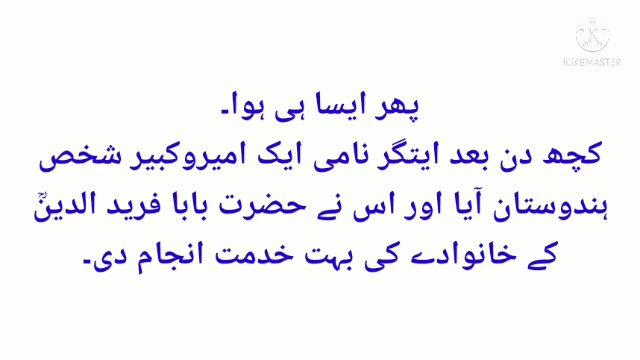 KINEMASTER
پھر ایسا ہی ہوا۔
کچھ دن بعد ایتگر نامی ایک امیروکبیر شخص
ہندوستان آیا اور اس نے حضرت بابا فرید الدینؒ
کے خانوادے کی بہت خدمت انجام دی۔